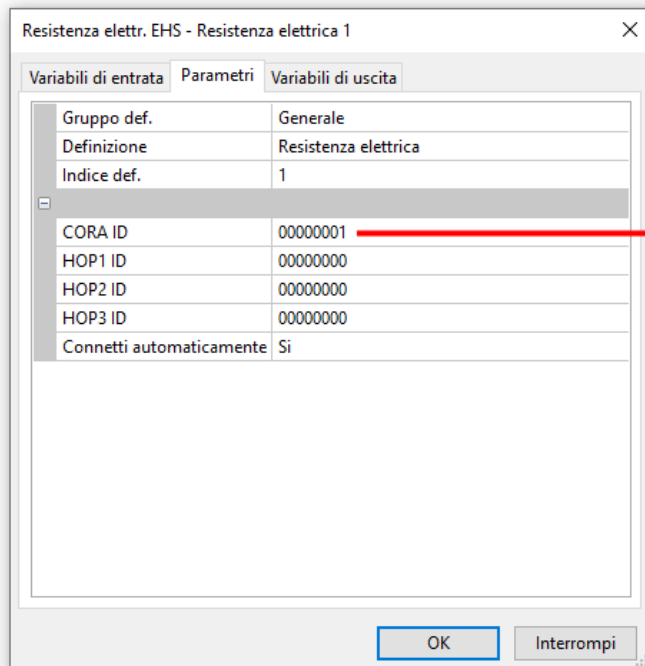 Resistenza elettr. EHS - Resistenza elettrica 1
Variabili di entrata Parametri Variabili di uscita
Gruppo def. Generale
Definizione Resistenza elettrica
Indice def. 1
CORA ID 00000001
HOP1 ID 00000000
HOP2 ID 00000000
HOP3 ID 00000000
Connetti automaticamente Si
OK Interrompi